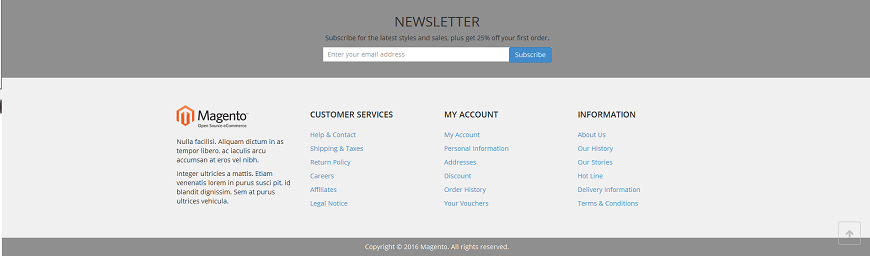 NEWSLETTER
Subscribe for the latest styles and sales, plus get 25% off your first order.
Enter your email address
Subscribe
Magento
Open Source eCommerce
Nulla facilisi. Aliquam dictum in as
tempor libero, ac iaculis arcu
accumsan at eros vel nibh.
Integer ultricies a mattis. Etiam
venenatis lorem in purus susci pit, id
blandit dignissim. Sem at purus
ultrices vehicula.
CUSTOMER SERVICES
Help & Contact
Shipping & Taxes
Return Policy
Careers
Affiliates
Legal Notice
MY ACCOUNT
My Account
Personal Information
Addresses
Discount
Order History
Your Vouchers
INFORMATION
About Us
Our History
Our Stories
Hot Line
Delivery Information
Terms & Conditions
Copyright © 2016 Magento. All rights reserved.